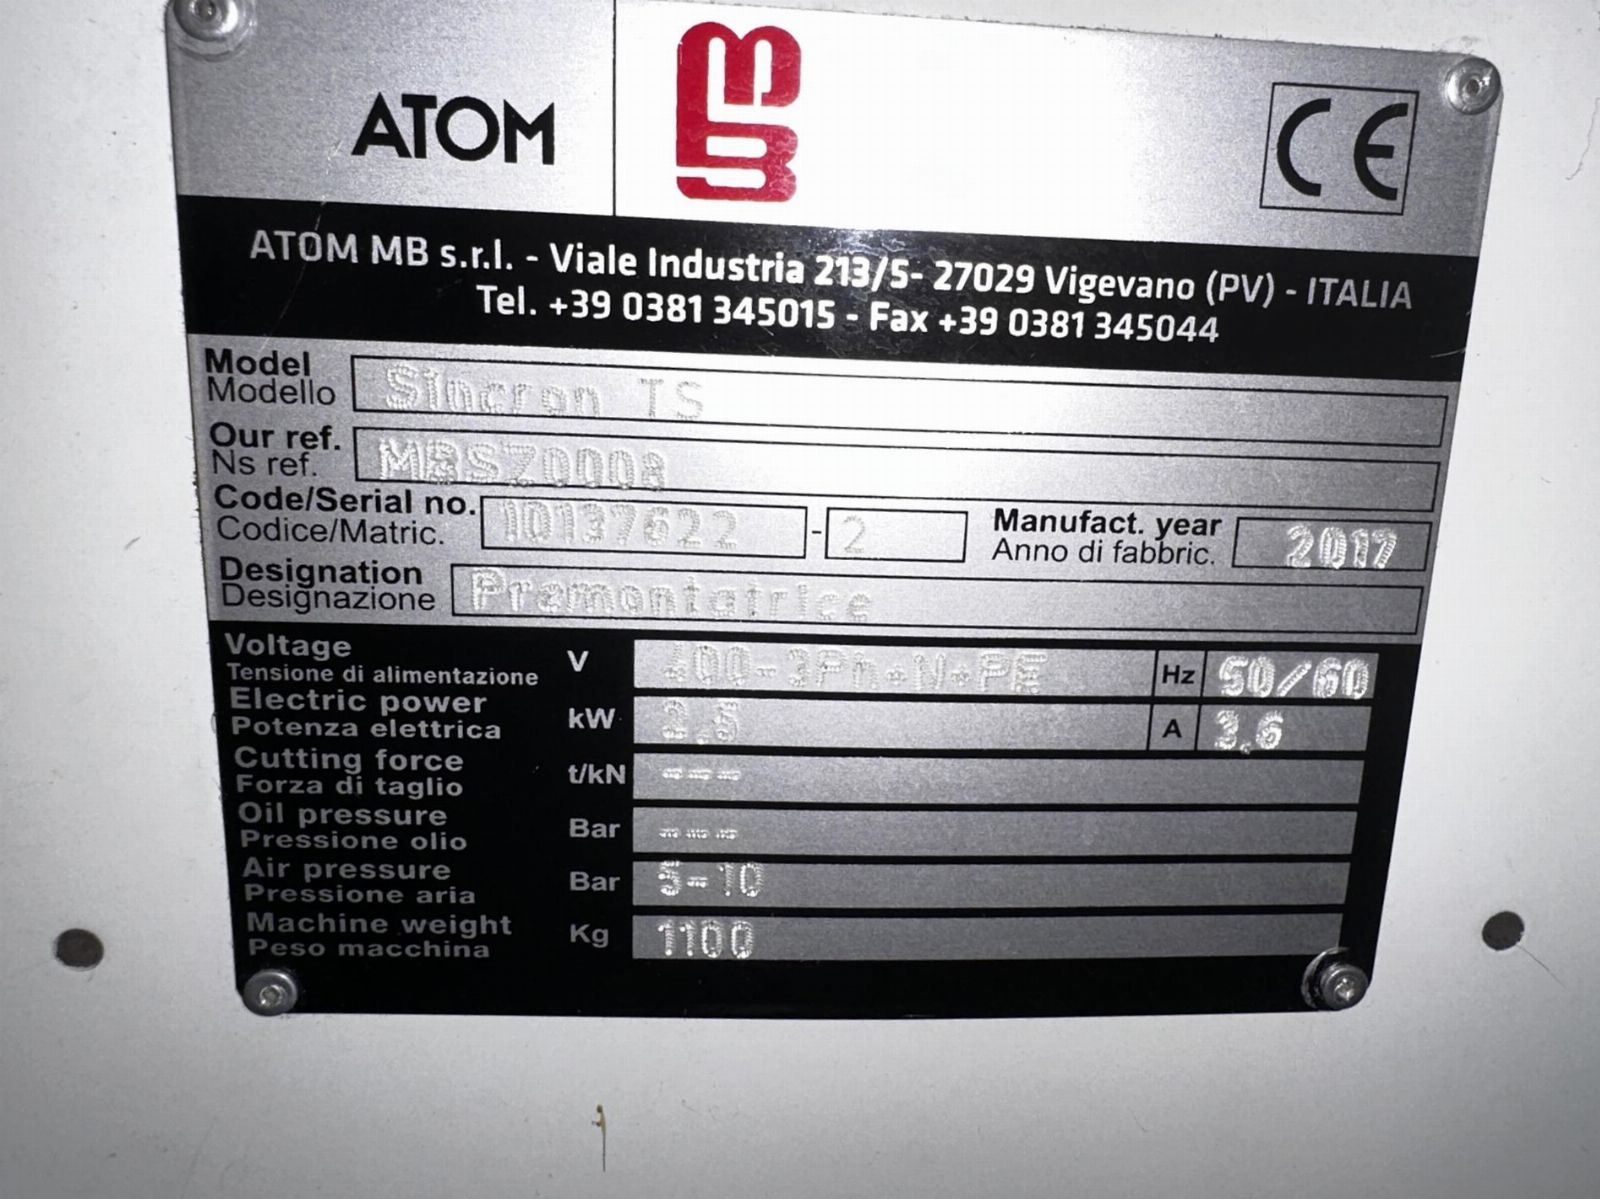 ATOM
MB
CE
ATOM MB s.r.l. - Viale Industria 213/5- 27029 Vigevano (PV) - ITALIA
Tel. +39 0381 345015 - Fax +39 0381 345044
Model
Modello
Sincron TS
Our ref.
Ns ref.
MBSZ0008
Code/Serial no.
Codice/Matric.
10137622 - 2
Manufact. year
Anno di fabbric.
2017
Designation
Designazione
Premontatrice
Voltage
Tensione di alimentazione
V 400-3Ph+N+PE Hz 50/60
Electric power
Potenza elettrica
kW 2,5 A 3,6
Cutting force
Forza di taglio
t/kN ---
Oil pressure
Pressione olio
Bar ---
Air pressure
Pressione aria
Bar 5-10
Machine weight
Peso macchina
Kg 1100